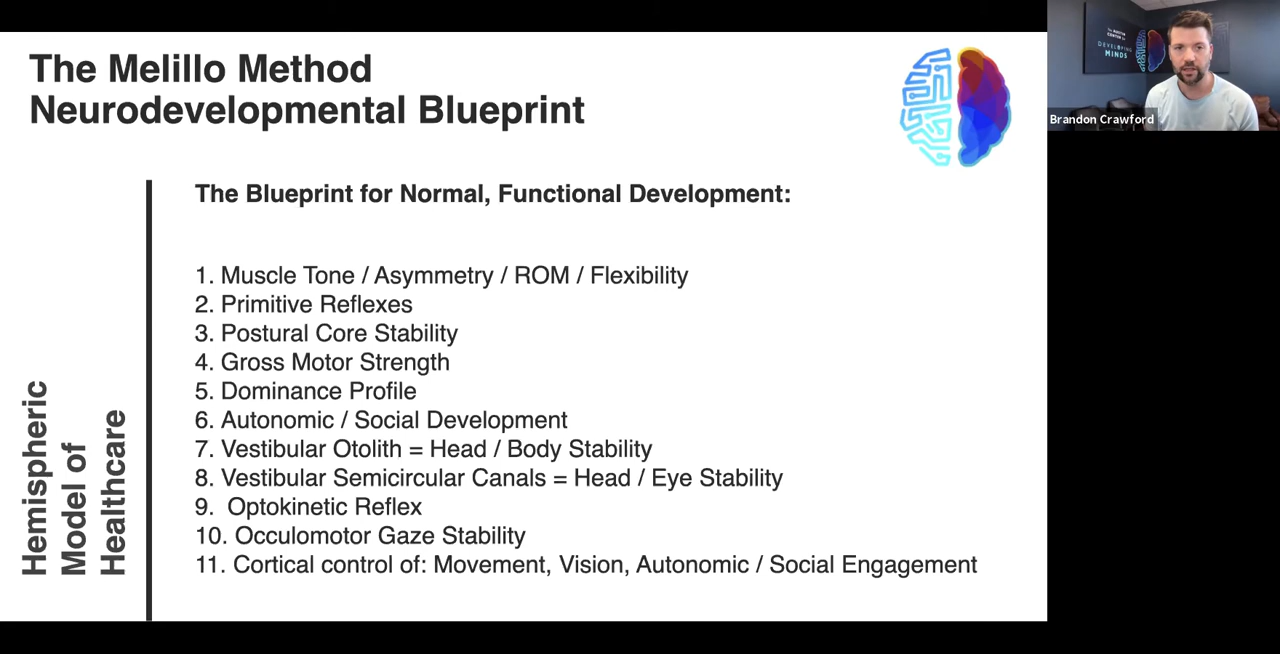 The Melillo Method
Neurodevelopmental Blueprint
The Blueprint for Normal, Functional Development:
1. Muscle Tone / Asymmetry / ROM / Flexibility
2. Primitive Reflexes
3. Postural Core Stability
4. Gross Motor Strength
5. Dominance Profile
6. Autonomic / Social Development
7. Vestibular Otolith = Head / Body Stability
8. Vestibular Semicircular Canals = Head / Eye Stability
9. Optokinetic Reflex
10. Occulomotor Gaze Stability
11. Cortical control of: Movement, Vision, Autonomic / Social Engagement
Hemispheric
Model of
Healthcare
DEVELOPING
MINDS
Brandon Crawford